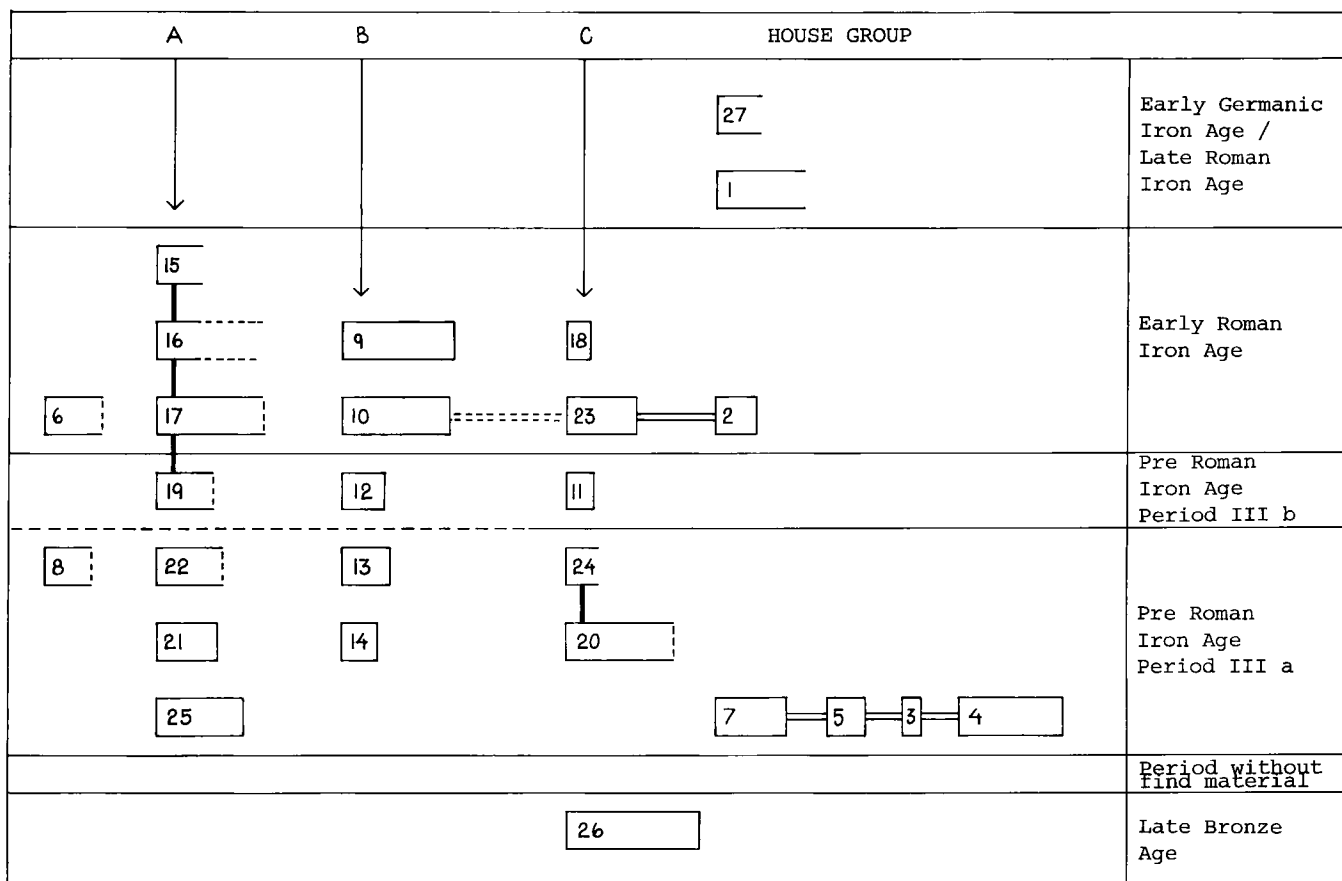 A B C HOUSE GROUP
27
Early Germanic
Iron Age /
Late Roman
Iron Age
1
15
16 9 18
Early Roman
Iron Age
6 17 10 23 2
19 12 11
Pre Roman
Iron Age
Period III b
8 22 13 24
21 14 20
Pre Roman
Iron Age
Period III a
25 7 5 3 4
Period without
find material
26
Late Bronze
Age